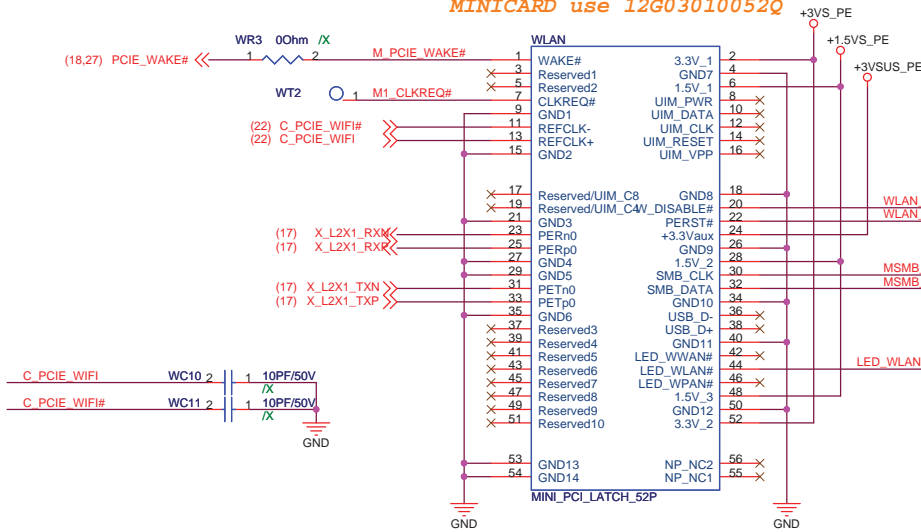 MINICARD use 12G03010052Q
+3VS_PE
+1.5VS_PE
+3VSUS_PE
WR3 0Ohm /X
WLAN
(18,27) PCIE_WAKE# 1 2 M_PCIE_WAKE# 1 WAKE# 3.3V_1 2
3 Reserved1 GND7 4
5 Reserved2 1.5V_1 6
WT2 1 M1_CLKREQ# 7 CLKREQ# UIM_PWR 8
9 GND1 UIM_DATA 10
(22) C_PCIE_WIFI# 11 REFCLK- UIM_CLK 12
(22) C_PCIE_WIFI 13 REFCLK+ UIM_RESET 14
15 GND2 UIM_VPP 16
17 Reserved/UIM_C8 GND8 18
19 Reserved/UIM_C4 W_DISABLE# 20 WLAN_
21 GND3 PERST# 22 WLAN_
(17) X_L2X1_RXN 23 PERn0 +3.3Vaux 24
(17) X_L2X1_RXP 25 PERp0 GND9 26
27 GND4 1.5V_2 28
29 GND5 SMB_CLK 30 MSMB_
(17) X_L2X1_TXN 31 PETn0 SMB_DATA 32 MSMB_
(17) X_L2X1_TXP 33 PETp0 GND10 34
35 GND6 USB_D- 36
37 Reserved3 USB_D+ 38
39 Reserved4 GND11 40
41 Reserved5 LED_WWAN# 42
43 Reserved6 LED_WLAN# 44 LED_WLAN
45 Reserved7 LED_WPAN# 46
47 Reserved8 1.5V_3 48
49 Reserved9 GND12 50
51 Reserved10 3.3V_2 52
53 GND13 NP_NC2 56
54 GND14 NP_NC1 55
MINI_PCI_LATCH_52P
C_PCIE_WIFI WC10 2 1 10PF/50V
/X
C_PCIE_WIFI# WC11 2 1 10PF/50V
/X
GND
GND
GND